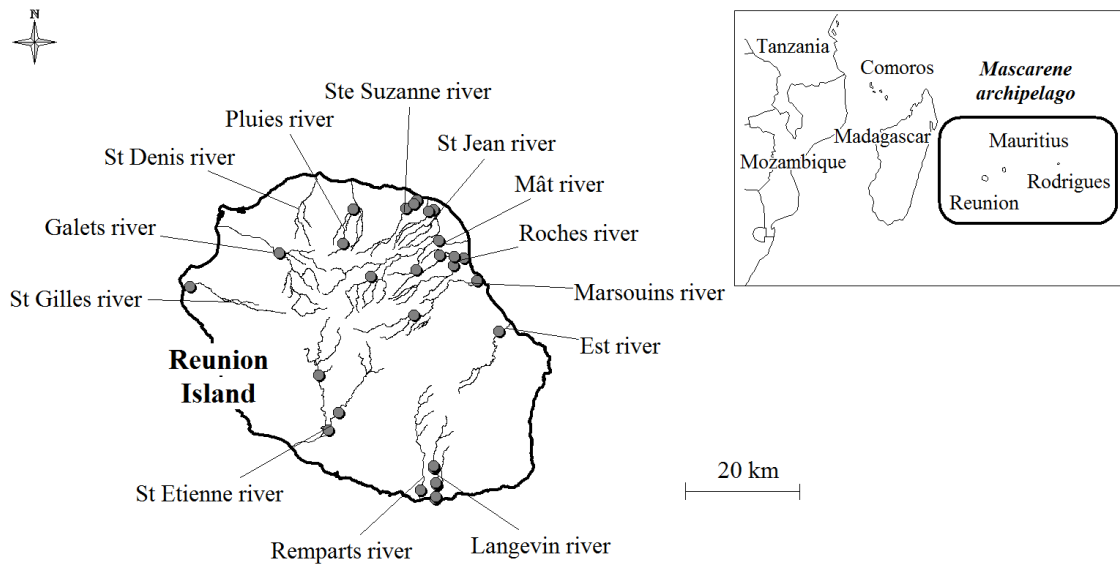 N
Ste Suzanne river
Pluies river
St Denis river
St Jean river
Mât river
Galets river
Roches river
St Gilles river
Marsouins river
Est river
Reunion
Island
St Etienne river
Remparts river
Langevin river
20 km
Tanzania
Comoros
Mascarene
archipelago
Madagascar
Mozambique
Mauritius
Rodrigues
Reunion